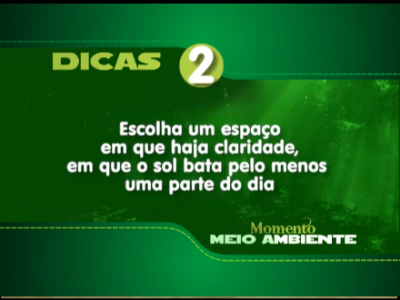 DICAS 2
Escolha um espaço
em que haja claridade,
em que o sol bata pelo menos
uma parte do dia
Momento
MEIO AMBIENTE